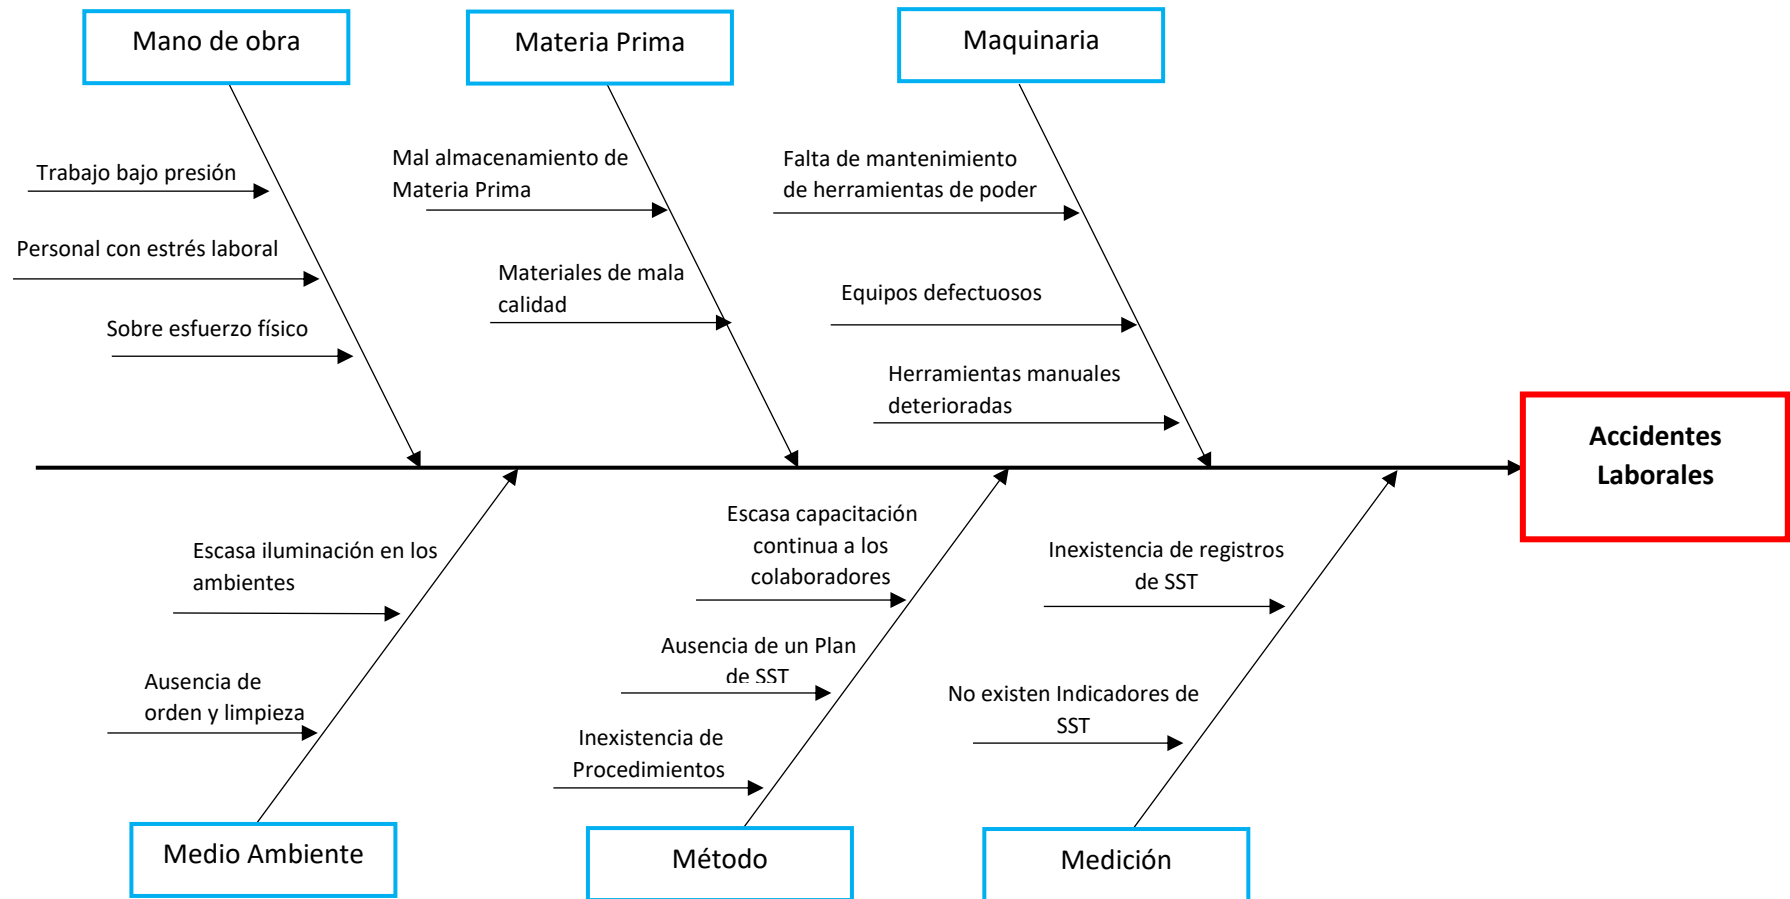 Mano de obra
Materia Prima
Maquinaria
Trabajo bajo presión
Personal con estrés laboral
Sobre esfuerzo físico
Mal almacenamiento de
Materia Prima
Materiales de mala
calidad
Falta de mantenimiento
de herramientas de poder
Equipos defectuosos
Herramientas manuales
deterioradas
Accidentes
Laborales
Escasa iluminación en los
ambientes
Ausencia de
orden y limpieza
Escasa capacitación
continua a los
colaboradores
Ausencia de un Plan
de SST
Inexistencia de
Procedimientos
Inexistencia de registros
de SST
No existen Indicadores de
SST
Medio Ambiente
Método
Medición